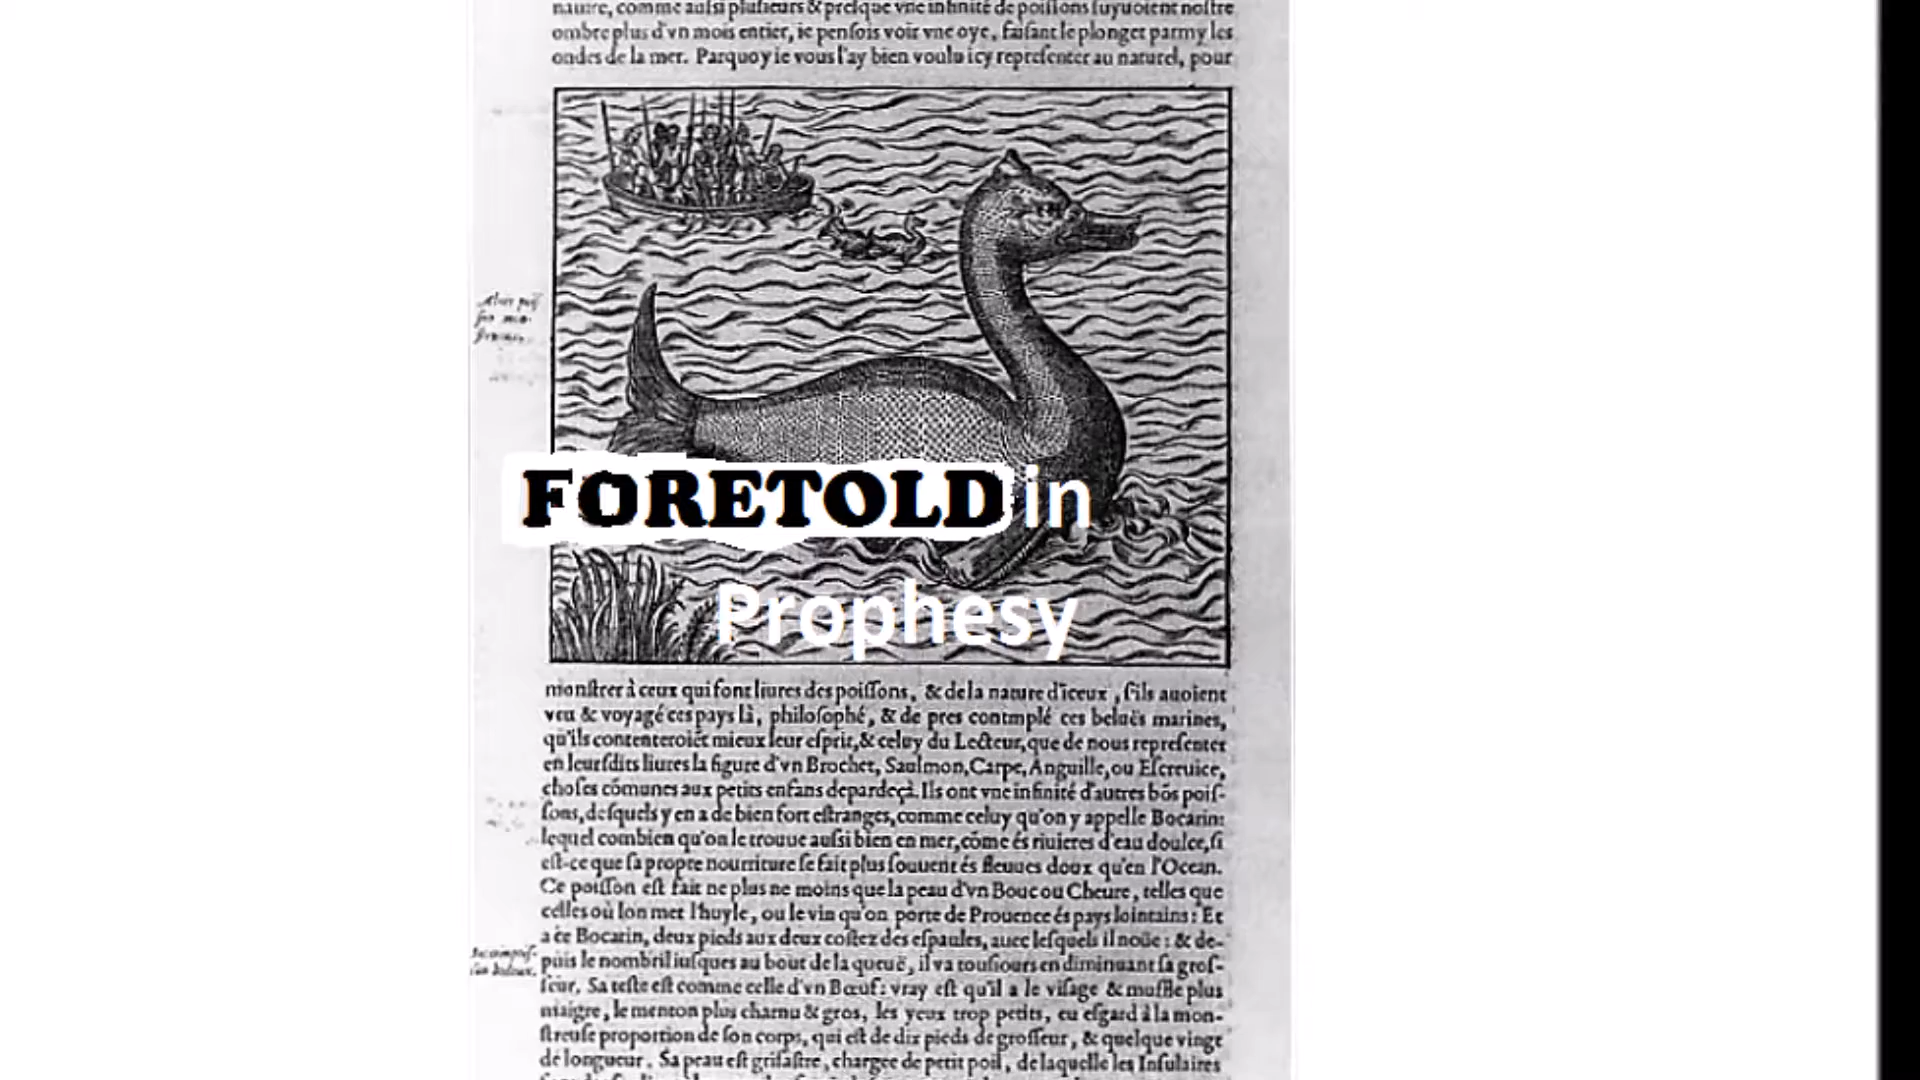 nature, comme aussi plusieurs & presque vne infinité de poissons suyuoient nostre
ombre plus d'vn mois entier, ie pensois voir vne oye, faisant le plonget parmy les
ondes de la mer. Parquoy ie vous l'ay bien voulu icy representer au naturel, pour
FORETOLD in
Prophesy
monstrer à ceux qui font liures des poissons, & de la nature d'iceux, s'ils auoient
veu & voyagé ces pays là, philosophé, & de pres contmplé ces beluës marines,
qu'ils contenteroiẽt mieux leur esprit, & celuy du Lecteur, que de nous representer
en leursdits liures la figure d'vn Brochet, Saulmon, Carpe, Anguille, ou Escreuice,
choses cõmunes aux petits enfans depardeçà. Ils ont vne infinité d'autres bõs pois-
sons, desquels y en a de bien fort estranges, comme celuy qu'on y appelle Bocarin:
lequel combien qu'on le trouue aussi bien en mer, cõme és riuieres d'eau doulce, si
est-ce que sa propre nourriture se fait plus souuent és fleuues doux qu'en l'Ocean.
Ce poisson est fait ne plus ne moins que la peau d'vn Bouc ou Cheure, telles que
celles où lon met l'huyle, ou le vin qu'on porte de Prouence és pays lointains: Et
a ce Bocarin, deux pieds aux deux costez des espaules, auec lesquels il noüe: & de-
puis le nombril iusques au bout de la queuë, il va tousiours en diminuant sa gros-
seur. Sa teste est comme celle d'vn Bœuf: vray est qu'il a le visage & muffle plus
maigre, le menton plus charnu & gros, les yeux trop petits, eu esgard à la mon-
streuse proportion de son corps, qui est de dix pieds de grosseur, & quelque vingt
de longueur. Sa peau est grisastre, chargee de petit poil, de laquelle les Insulaires